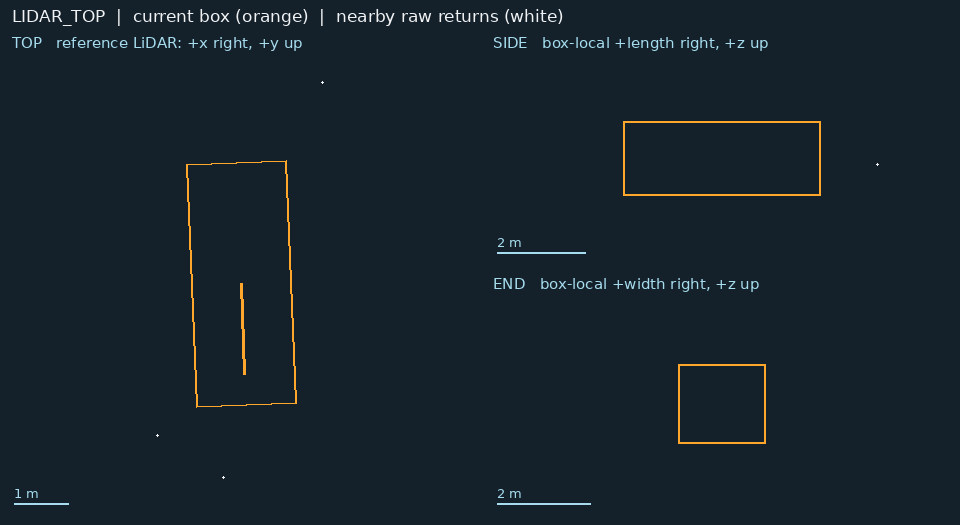 LIDAR_TOP  |  current box (orange)  |  nearby raw returns (white)
TOP   reference LiDAR: +x right, +y up
SIDE   box-local +length right, +z up
2 m
END   box-local +width right, +z up
1 m
2 m